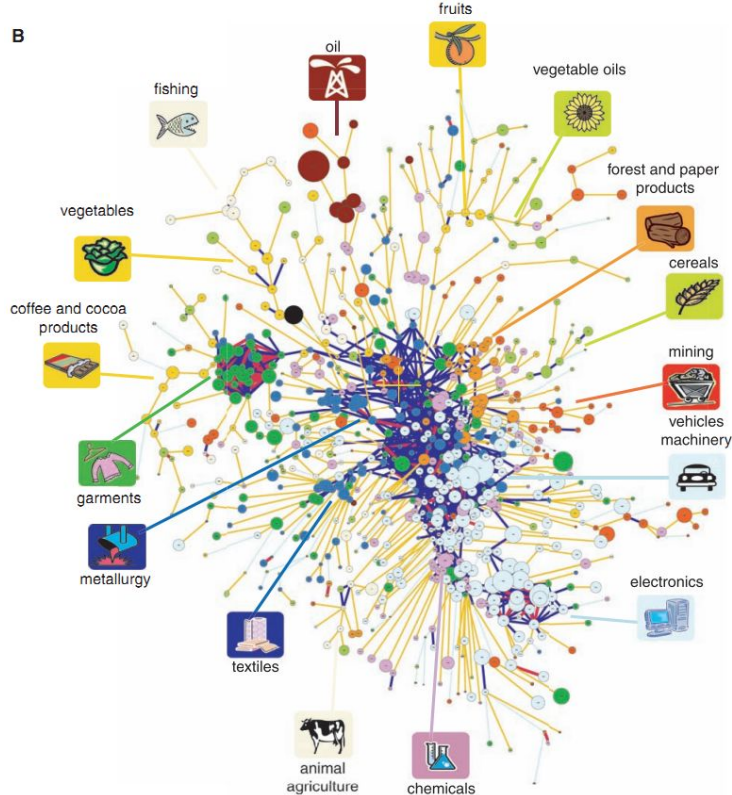 B
fruits
oil
vegetable oils
fishing
forest and paper
products
vegetables
cereals
coffee and cocoa
products
mining
vehicles
machinery
garments
metallurgy
electronics
textiles
animal
agriculture
chemicals